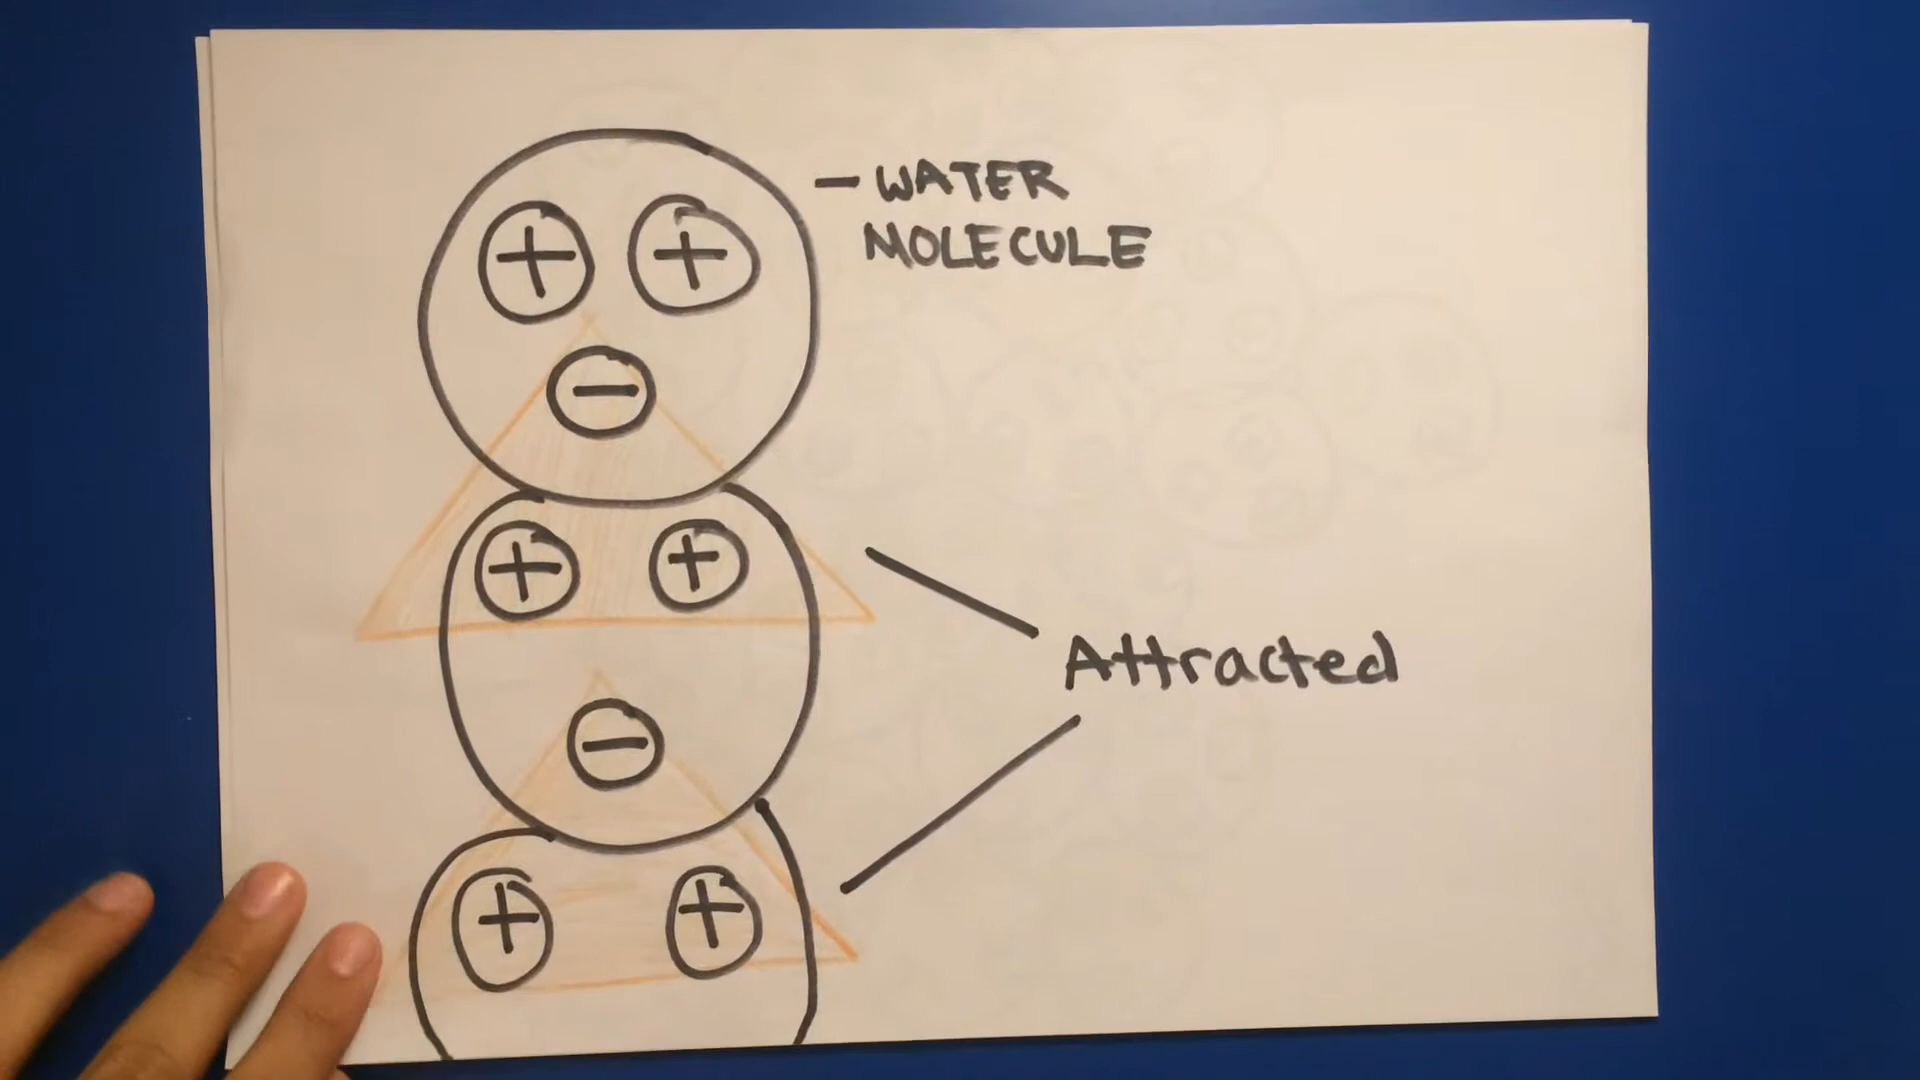 + +
- WATER
MOLECULE
-
+ +
Attracted
-
+ +